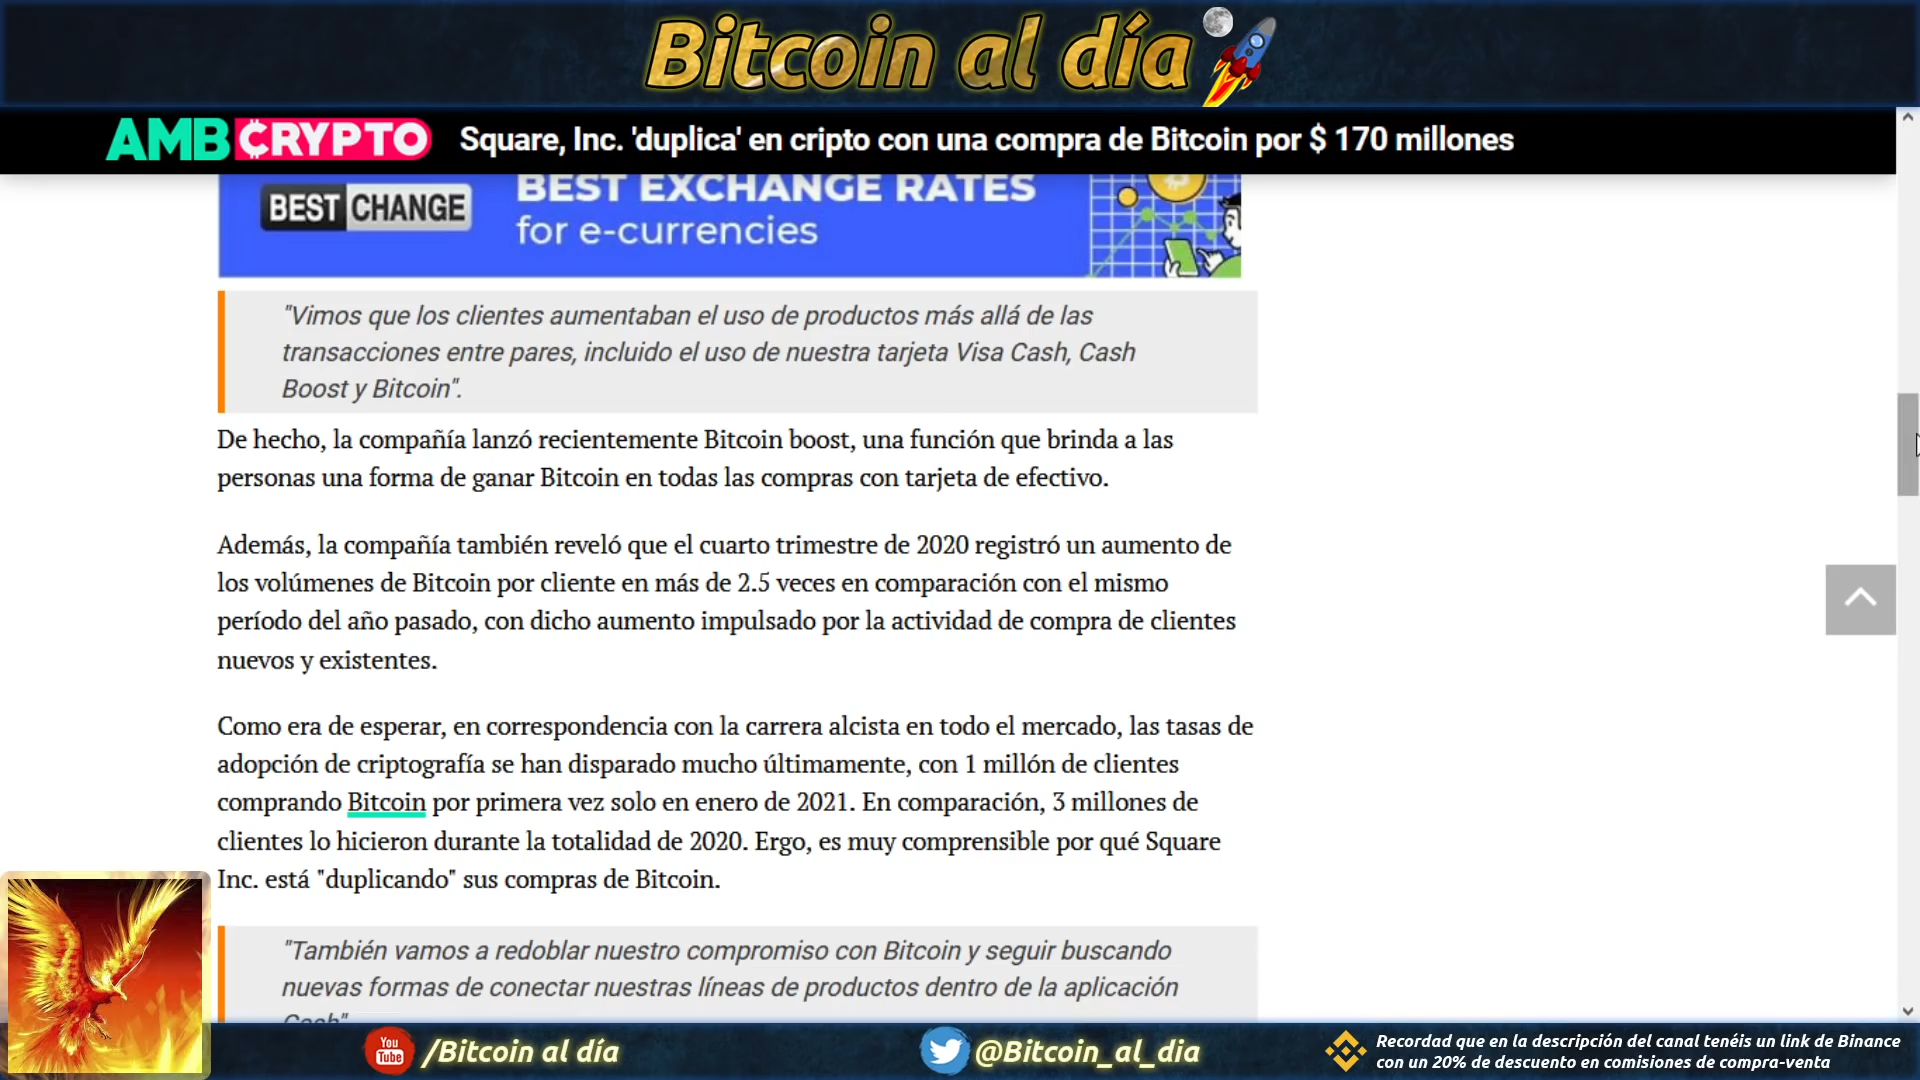 Bitcoin al día
AMBCRYPTO
Square, Inc. 'duplica' en cripto con una compra de Bitcoin por $ 170 millones
BEST CHANGE
BEST EXCHANGE RATES
for e-currencies
"Vimos que los clientes aumentaban el uso de productos más allá de las
transacciones entre pares, incluido el uso de nuestra tarjeta Visa Cash, Cash
Boost y Bitcoin".
De hecho, la compañía lanzó recientemente Bitcoin boost, una función que brinda a las
personas una forma de ganar Bitcoin en todas las compras con tarjeta de efectivo.
Además, la compañía también reveló que el cuarto trimestre de 2020 registró un aumento de
los volúmenes de Bitcoin por cliente en más de 2.5 veces en comparación con el mismo
período del año pasado, con dicho aumento impulsado por la actividad de compra de clientes
nuevos y existentes.
Como era de esperar, en correspondencia con la carrera alcista en todo el mercado, las tasas de
adopción de criptografía se han disparado mucho últimamente, con 1 millón de clientes
comprando Bitcoin por primera vez solo en enero de 2021. En comparación, 3 millones de
clientes lo hicieron durante la totalidad de 2020. Ergo, es muy comprensible por qué Square
Inc. está "duplicando" sus compras de Bitcoin.
"También vamos a redoblar nuestro compromiso con Bitcoin y seguir buscando
nuevas formas de conectar nuestras líneas de productos dentro de la aplicación
Cash"
You
Tube
/Bitcoin al día
@Bitcoin_al_dia
Recordad que en la descripción del canal tenéis un link de Binance
con un 20% de descuento en comisiones de compra-venta